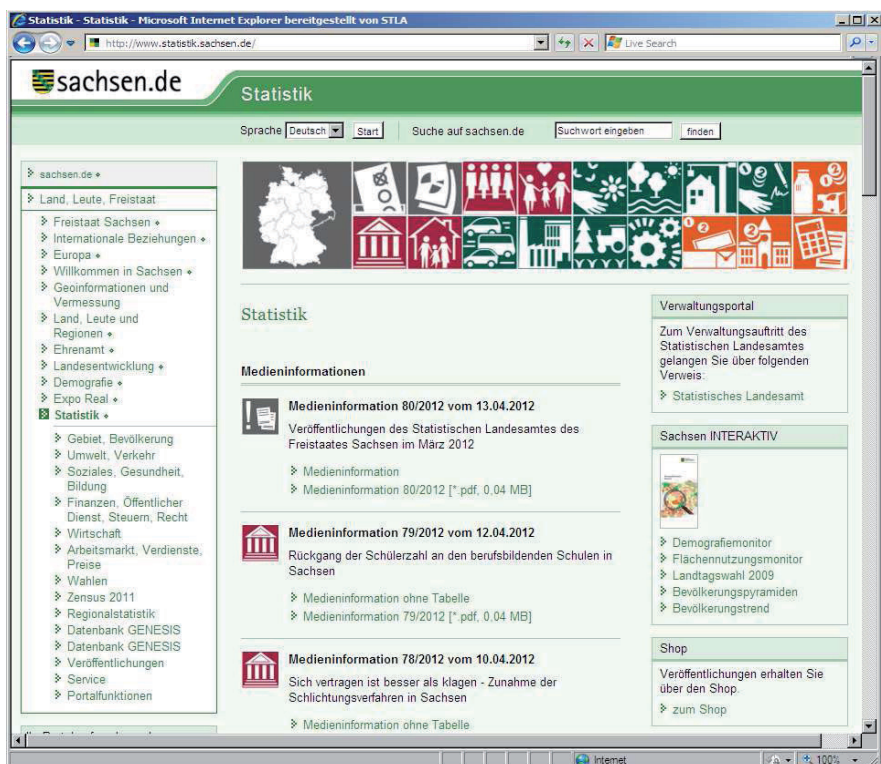 Statistik - Statistik - Microsoft Internet Explorer bereitgestellt von STLA
http://www.statistik.sachsen.de/
Live Search
sachsen.de
Statistik
Sprache Deutsch Start Suche auf sachsen.de Suchwort eingeben finden
sachsen.de
Land, Leute, Freistaat
Freistaat Sachsen
Internationale Beziehungen
Europa
Willkommen in Sachsen
Geoinformationen und
Vermessung
Land, Leute und
Regionen
Ehrenamt
Landesentwicklung
Demografie
Expo Real
Statistik
Gebiet, Bevölkerung
Umwelt, Verkehr
Soziales, Gesundheit,
Bildung
Finanzen, Öffentlicher
Dienst, Steuern, Recht
Wirtschaft
Arbeitsmarkt, Verdienste,
Preise
Wahlen
Zensus 2011
Regionalstatistik
Datenbank GENESIS
Datenbank GENESIS
Veröffentlichungen
Service
Portalfunktionen
Statistik
Medieninformationen
Medieninformation 80/2012 vom 13.04.2012
Veröffentlichungen des Statistischen Landesamtes des
Freistaates Sachsen im März 2012
Medieninformation
Medieninformation 80/2012 [*.pdf, 0,04 MB]
Medieninformation 79/2012 vom 12.04.2012
Rückgang der Schülerzahl an den berufsbildenden Schulen in
Sachsen
Medieninformation ohne Tabelle
Medieninformation 79/2012 [*.pdf, 0,04 MB]
Medieninformation 78/2012 vom 10.04.2012
Sich vertragen ist besser als klagen - Zunahme der
Schlichtungsverfahren in Sachsen
Medieninformation ohne Tabelle
Verwaltungsportal
Zum Verwaltungsauftritt des
Statistischen Landesamtes
gelangen Sie über folgenden
Verweis:
Statistisches Landesamt
Sachsen INTERAKTIV
Demografiemonitor
Flächennutzungsmonitor
Landtagswahl 2009
Bevölkerungspyramiden
Bevölkerungstrend
Shop
Veröffentlichungen erhalten Sie
über den Shop.
zum Shop
Internet
100%